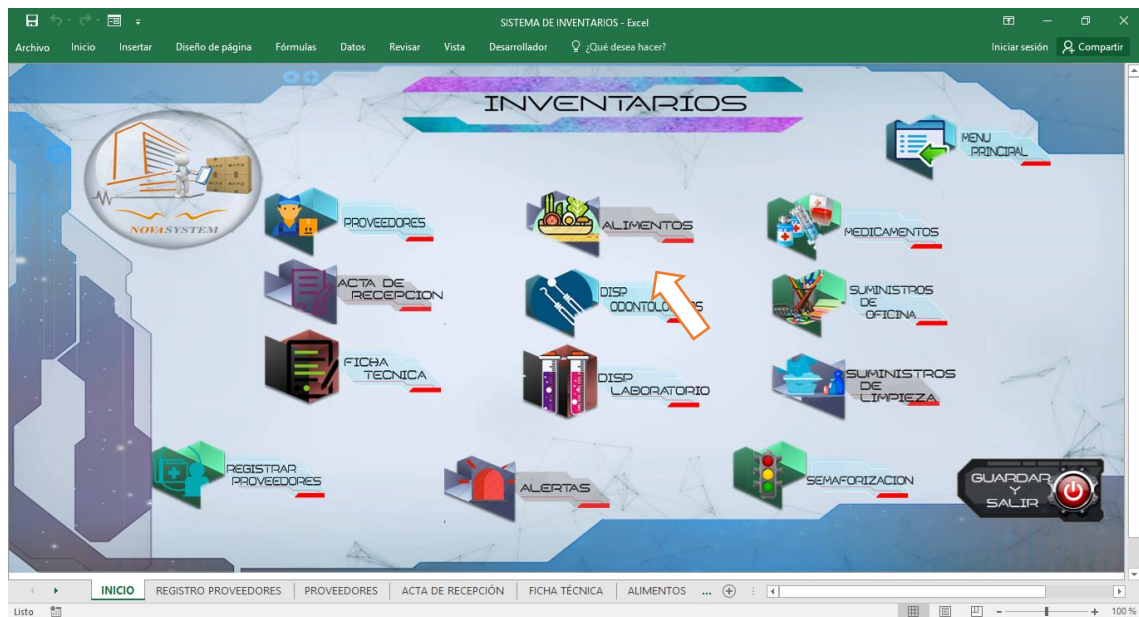 SISTEMA DE INVENTARIOS - Excel
Archivo Inicio Insertar Diseño de página Fórmulas Datos Revisar Vista Desarrollador ¿Qué desea hacer? Iniciar sesión Compartir
INVENTARIOS
MENU
PRINCIPAL
NOVASYSTEM
PROVEEDORES
ALIMENTOS
MEDICAMENTOS
ACTA DE
RECEPCION
DISP
SUMINISTROS
DE
OFICINA
FICHA
TECNICA
DISP
LABORATORIO
SUMINISTROS
DE
LIMPIEZA
REGISTRAR
PROVEEDORES
ALERTAS
SEMAFORIZACION
GUARDAR
Y
SALIR
INICIO REGISTRO PROVEEDORES PROVEEDORES ACTA DE RECEPCIÓN FICHA TÉCNICA ALIMENTOS ...
Listo 100 %